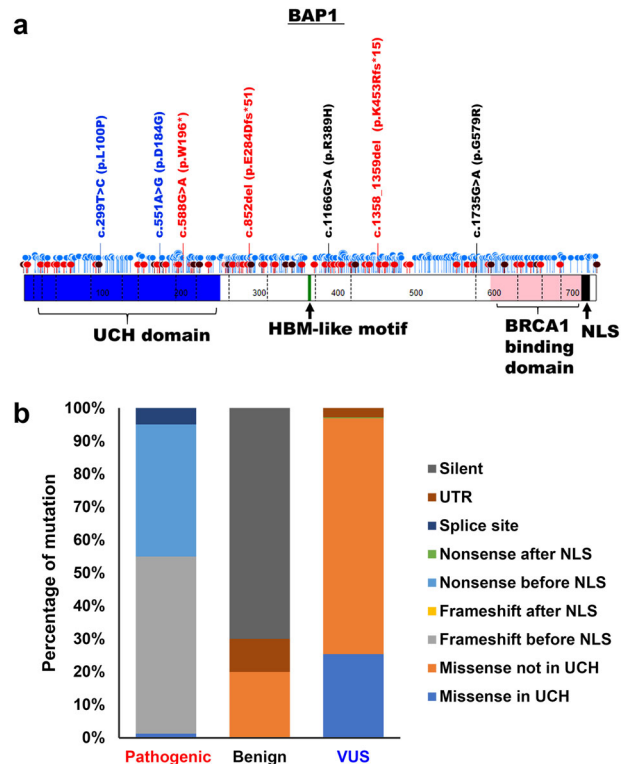 a
BAP1
c.299T>C (p.L100P)
c.551A>G (p.D184G)
c.588G>A (p.W196*)
c.852del (p.E284Dfs*51)
c.1166G>A (p.R389H)
c.1358_1359del (p.K453Rfs*15)
c.1735G>A (p.G579R)
100 200 300 400 500 600 700
UCH domain
HBM-like motif
BRCA1
binding
domain
NLS
b
Percentage of mutation
100%
90%
80%
70%
60%
50%
40%
30%
20%
10%
0%
Pathogenic Benign VUS
Silent
UTR
Splice site
Nonsense after NLS
Nonsense before NLS
Frameshift after NLS
Frameshift before NLS
Missense not in UCH
Missense in UCH